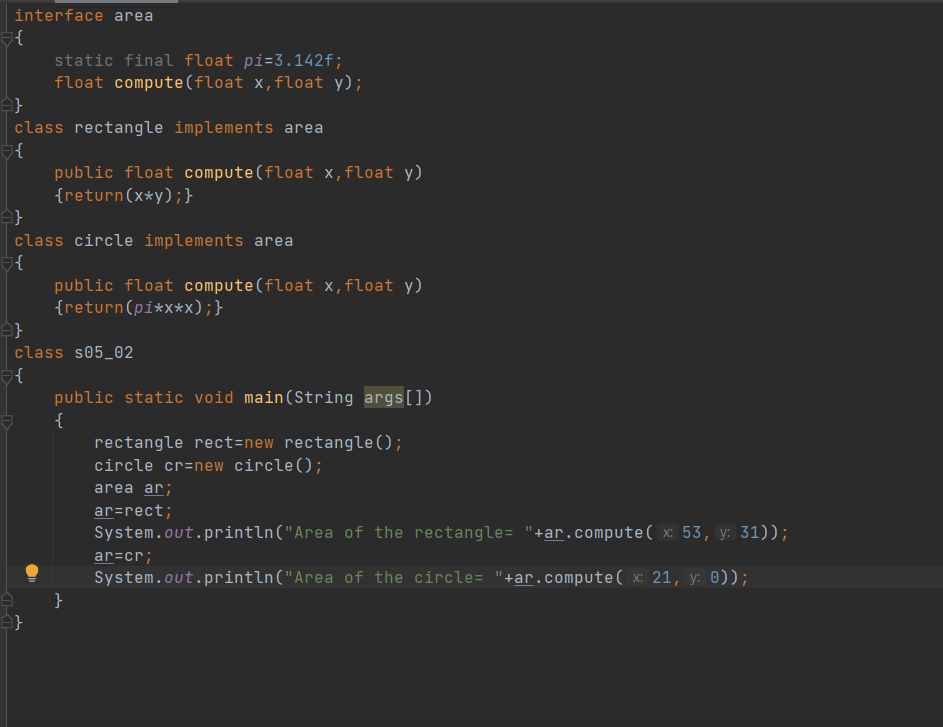 interface area
{
    static final float pi=3.142f;
    float compute(float x,float y);
}
class rectangle implements area
{
    public float compute(float x,float y)
    {return(x*y);}
}
class circle implements area
{
    public float compute(float x,float y)
    {return(pi*x*x);}
}
class s05_02
{
    public static void main(String args[])
    {
        rectangle rect=new rectangle();
        circle cr=new circle();
        area ar;
        ar=rect;
        System.out.println("Area of the rectangle= "+ar.compute( x: 53, y: 31));
        ar=cr;
        System.out.println("Area of the circle= "+ar.compute( x: 21, y: 0));
    }
}